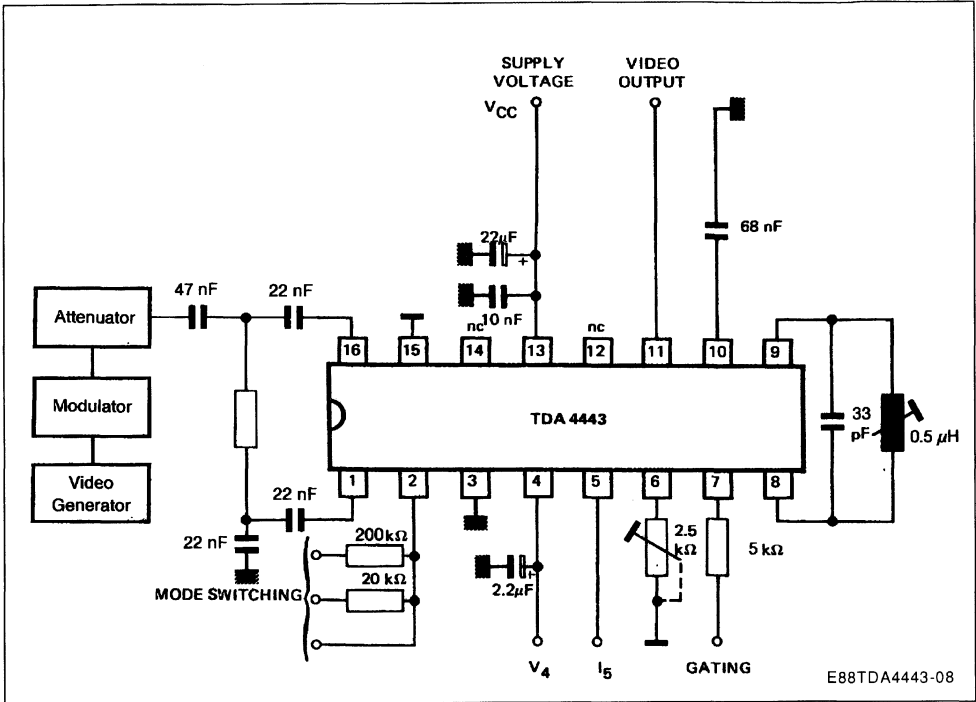 SUPPLY
VOLTAGE
VCC
VIDEO
OUTPUT
22µF
+
68 nF
47 nF
22 nF
10 nF
nc
nc
Attenuator
16
15
14
13
12
11
10
9
Modulator
TDA 4443
33
pF
0.5 µH
Video
Generator
1
2
3
4
5
6
7
8
22 nF
22 nF
200kΩ
20 kΩ
MODE SWITCHING
2.2µF
+
2.5
kΩ
5 kΩ
V4
I5
GATING
E88TDA4443-08